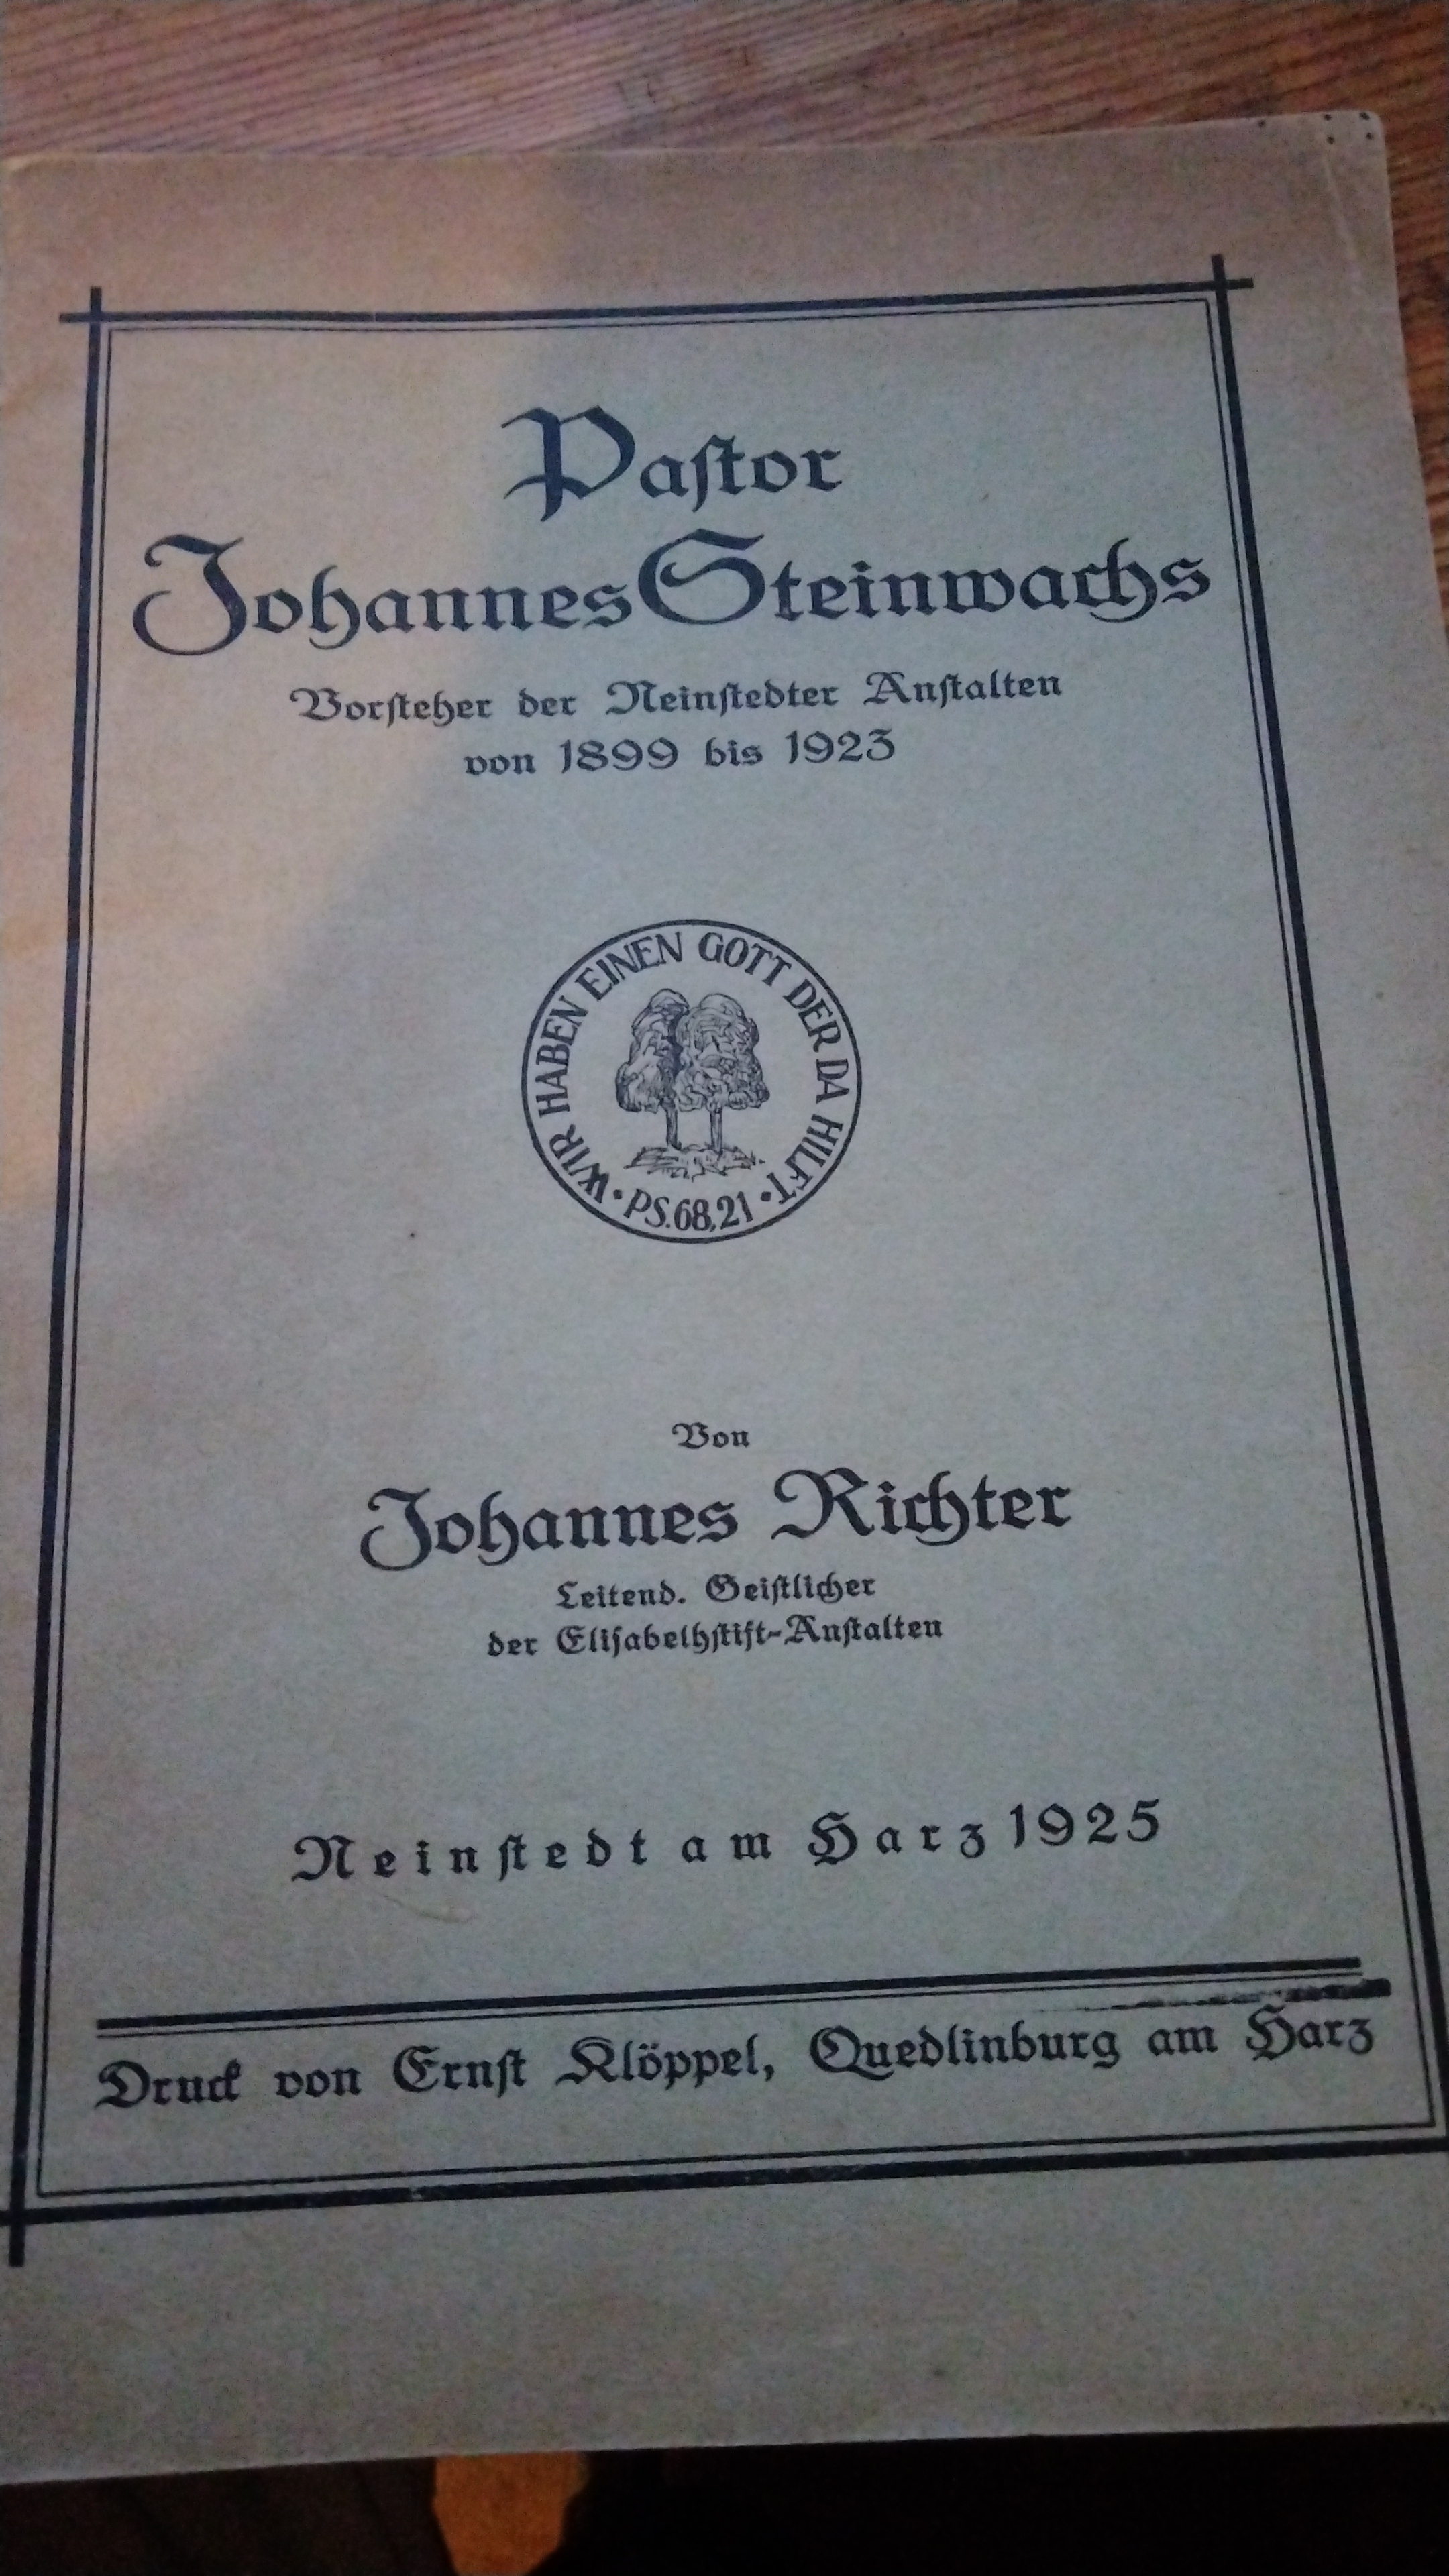 Pastor
Johannes Steinwachs
Vorsteher der Neinstedter Anstalten
von 1899 bis 1923
WIR HABEN EINEN GOTT DER DA HILFT
• PS. 68,21 •
Von
Johannes Richter
Leitend. Geistlicher
der Elisabelhstift-Anstalten
Neinstedt am Harz 1925
Druck von Ernst Klöppel, Quedlinburg am Harz